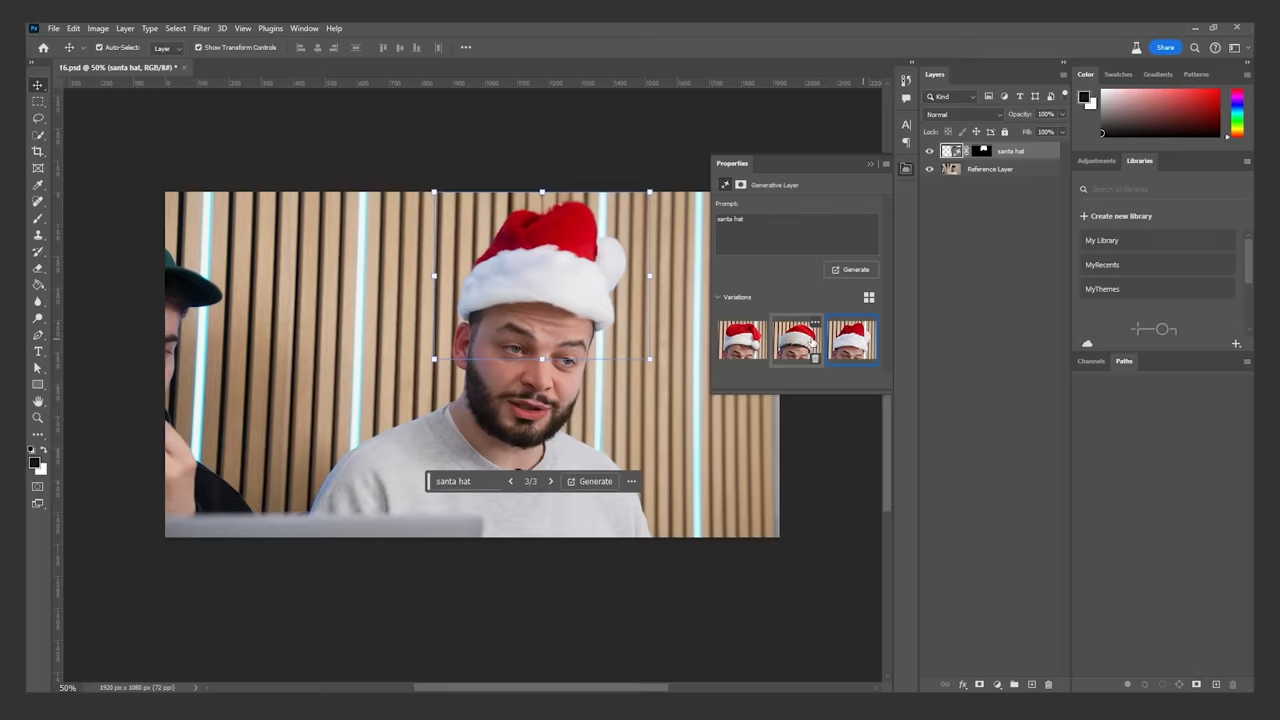 Ps File Edit Image Layer Type Select Filter 3D View Plugins Window Help
Auto-Select: Layer Show Transform Controls
Share
16.psd @ 50% (santa hat, RGB/8#) *
Properties
Generative Layer
Prompt:
santa hat
Generate
Variations
santa hat 3/3 Generate
50% 1920 px x 1080 px (72 ppi)
Layers
Kind
Normal Opacity: 100%
Lock: Fill: 100%
santa hat
Reference Layer
Color Swatches Gradients Patterns
Adjustments Libraries
Search all libraries
Create new library
My Library
MyRecents
MyThemes
Channels Paths